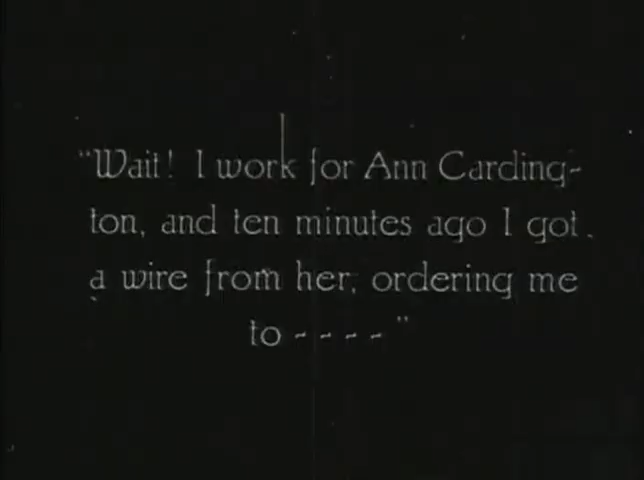 "Wait! I work for Ann Carding-
ton, and ten minutes ago I got
a wire from her, ordering me
to - - - -"